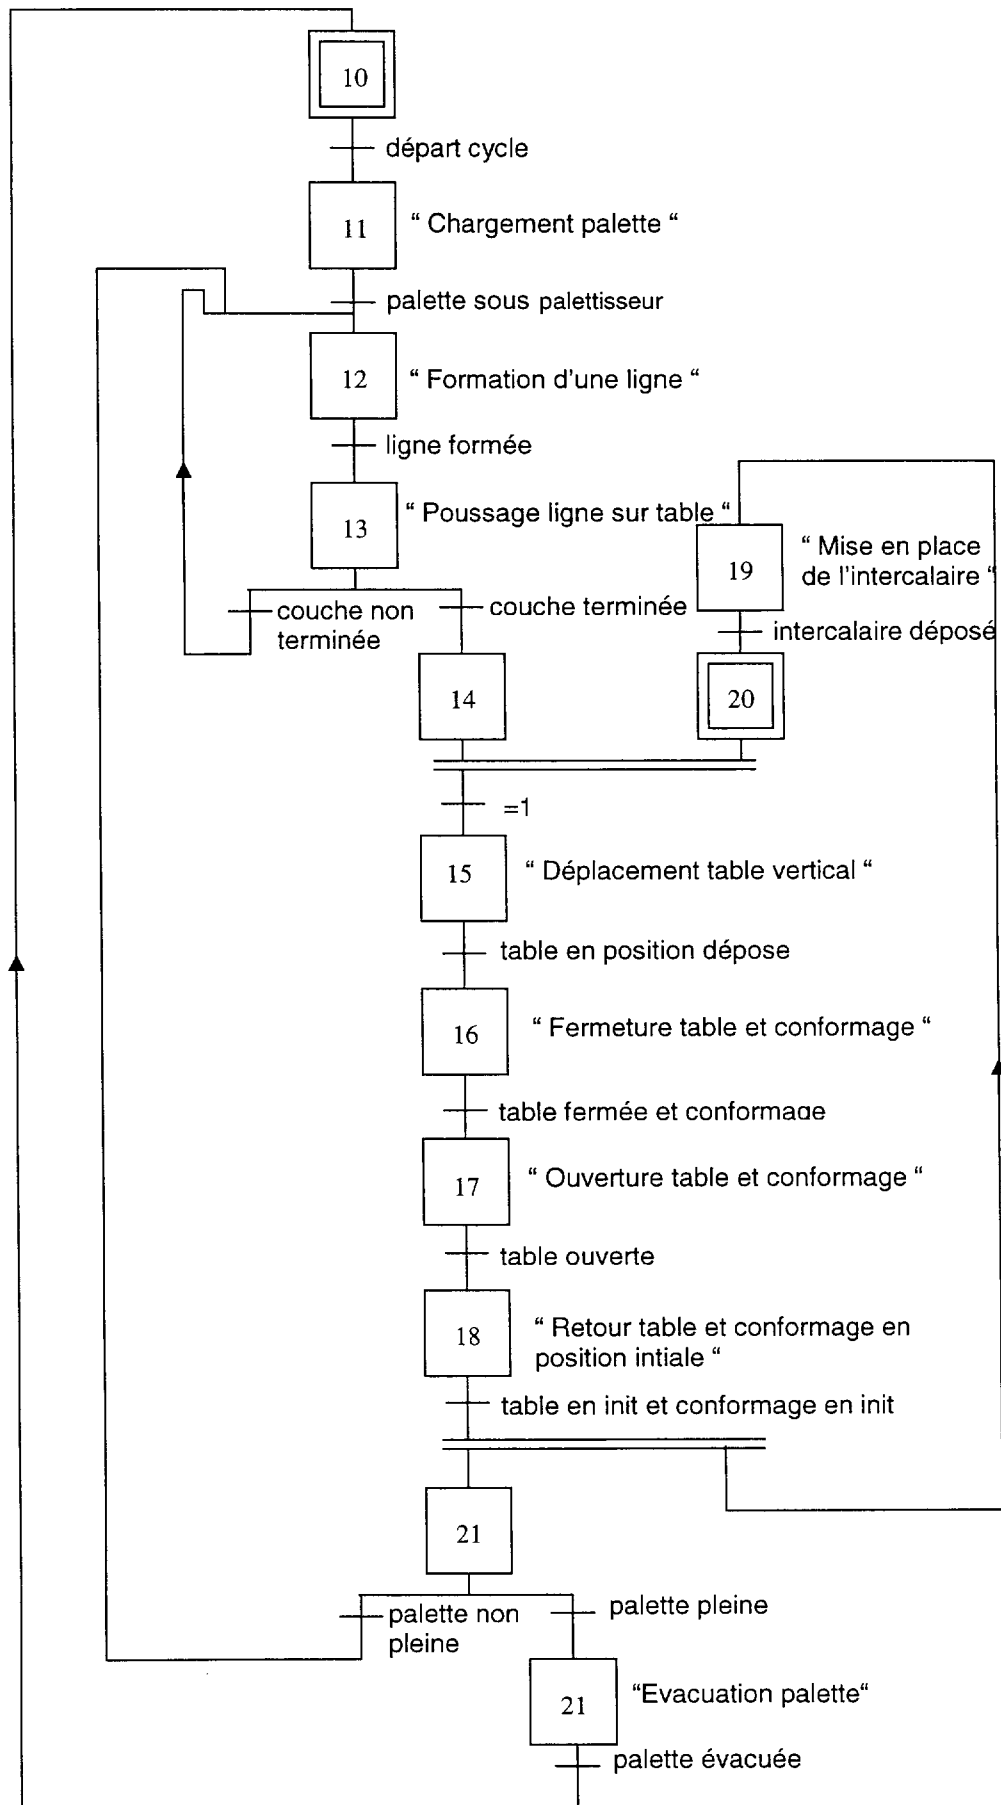 10
départ cycle
11
“ Chargement palette “
palette sous palettisseur
12
“ Formation d'une ligne “
ligne formée
13
“ Poussage ligne sur table “
19
“ Mise en place
de l'intercalaire “
couche non
terminée
couche terminée
intercalaire déposé
14
20
=1
15
“ Déplacement table vertical “
table en position dépose
16
“ Fermeture table et conformage “
table fermée et conformage
17
“ Ouverture table et conformage “
table ouverte
18
“ Retour table et conformage en
position intiale “
table en init et conformage en init
21
palette non
pleine
palette pleine
21
“Evacuation palette“
palette évacuée